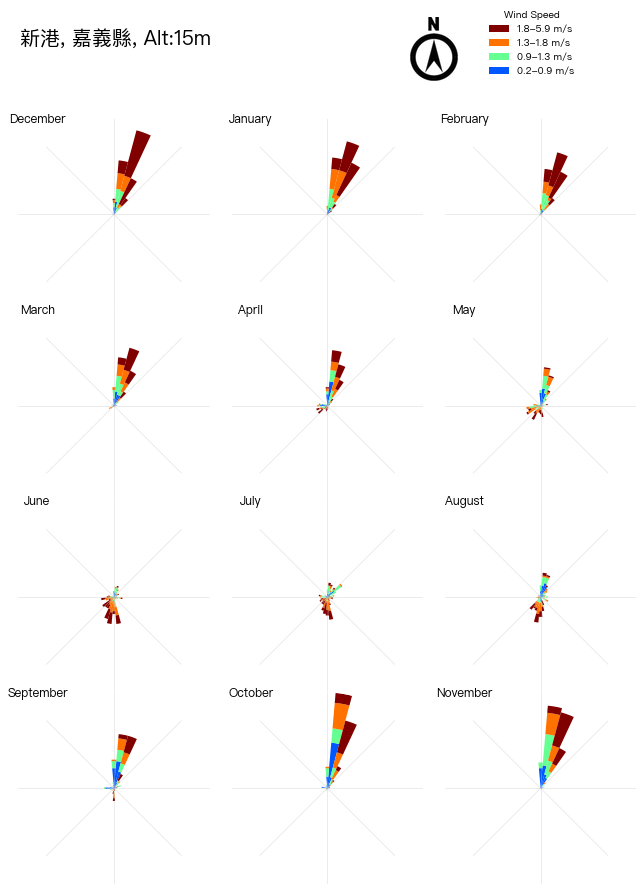 新港, 嘉義縣, Alt:15m
N
Wind Speed
1.8–5.9 m/s
1.3–1.8 m/s
0.9–1.3 m/s
0.2–0.9 m/s
December
January
February
March
April
May
June
July
August
September
October
November